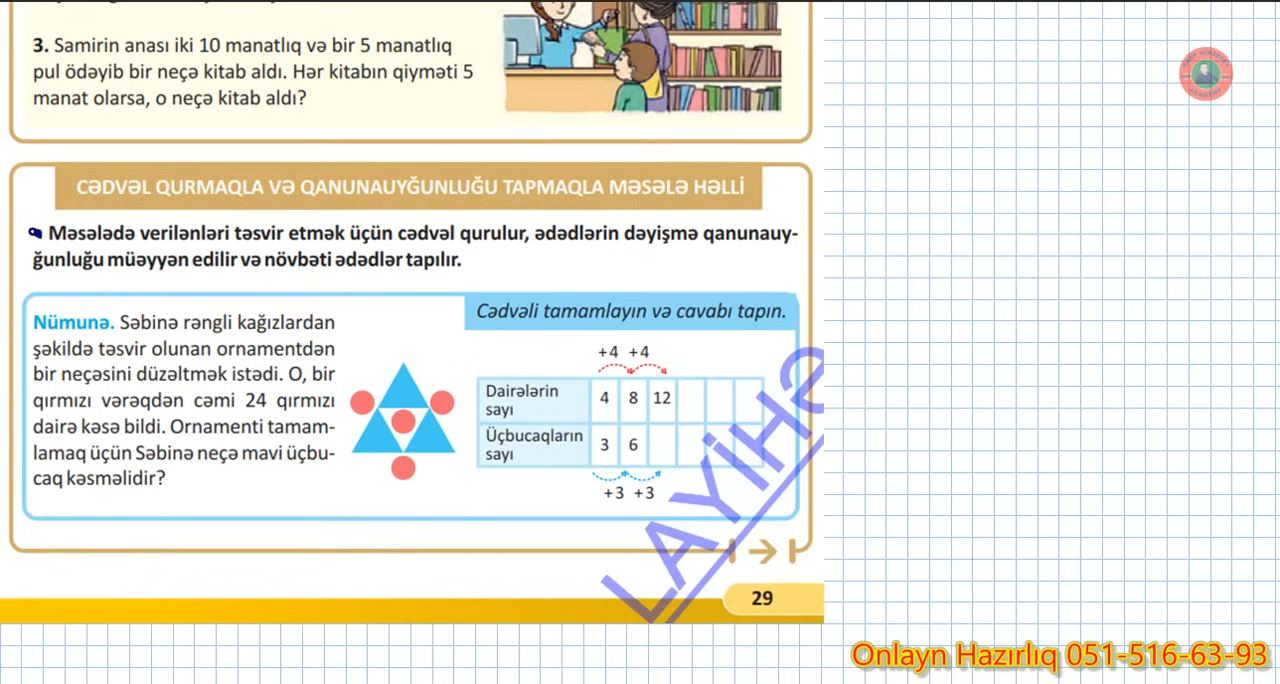 3. Samirin anası iki 10 manatlıq və bir 5 manatlıq
pul ödəyib bir neçə kitab aldı. Hər kitabın qiyməti 5
manat olarsa, o neçə kitab aldı?
CƏDVƏL QURMAQLA VƏ QANUNAUYĞUNLUĞU TAPMAQLA MƏSƏLƏ HƏLLİ
Məsələdə verilənləri təsvir etmək üçün cədvəl qurulur, ədədlərin dəyişmə qanunauy-
ğunluğu müəyyən edilir və növbəti ədədlər tapılır.
Nümunə. Səbinə rəngli kağızlardan
şəkildə təsvir olunan ornamentdən
bir neçəsini düzəltmək istədi. O, bir
qırmızı vərəqdən cəmi 24 qırmızı
dairə kəsə bildi. Ornamenti tamam-
lamaq üçün Səbinə neçə mavi üçbu-
caq kəsməlidir?
Cədvəli tamamlayın və cavabı tapın.
+4 +4
Dairələrin
sayı
4 8 12
Üçbucaqların
sayı
3 6
+3 +3
LAYİHƏ
29
Onlayn Hazırlıq 051-516-63-93